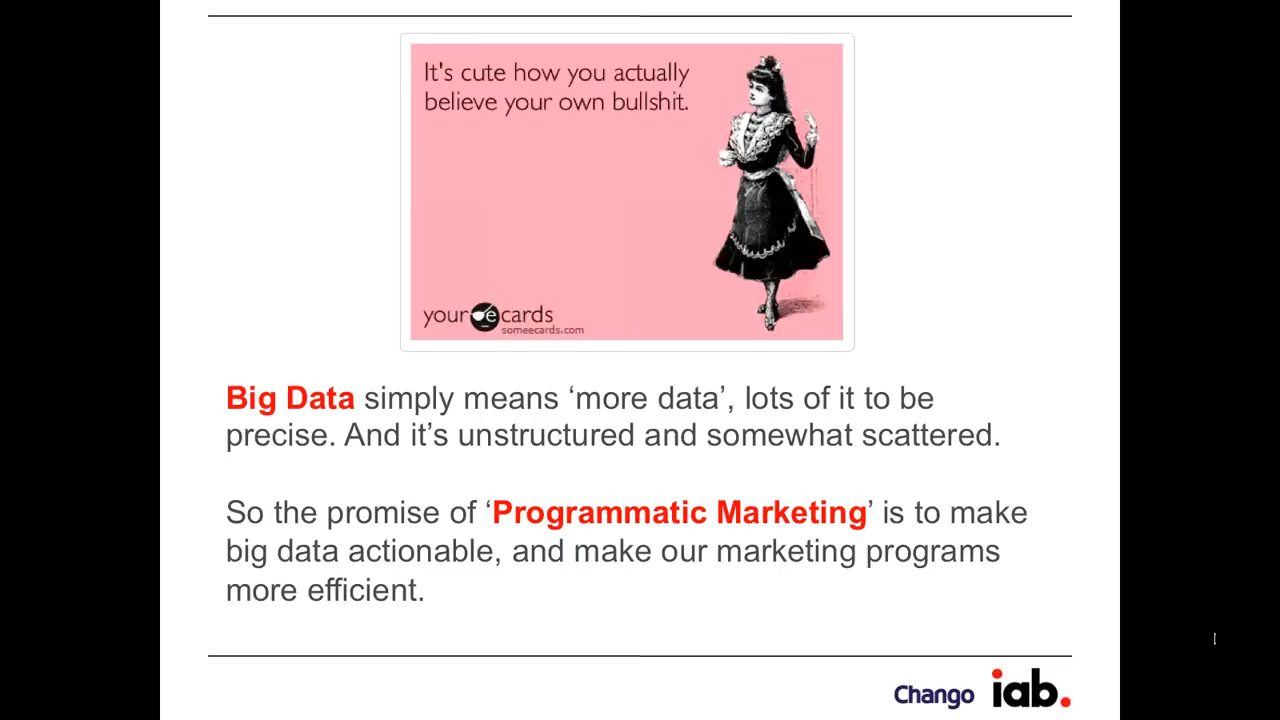 It's cute how you actually
believe your own bullshit.
your e cards
someecards.com
Big Data simply means ‘more data’, lots of it to be
precise. And it’s unstructured and somewhat scattered.
So the promise of ‘Programmatic Marketing’ is to make
big data actionable, and make our marketing programs
more efficient.
Chango iab.